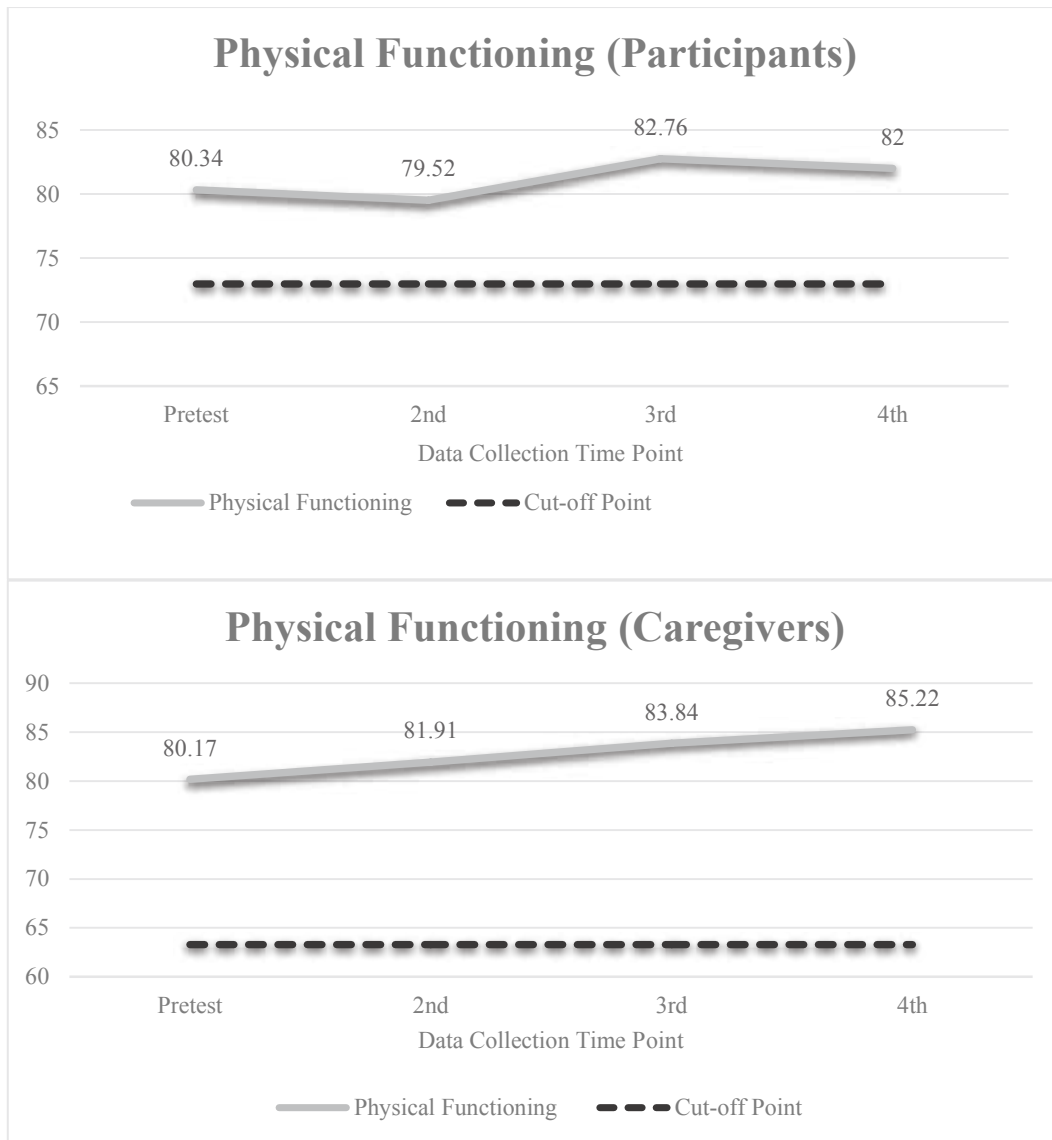 Physical Functioning (Participants)
85
80
75
70
65
80.34
79.52
82.76
82
Pretest
2nd
3rd
4th
Data Collection Time Point
Physical Functioning
Cut-off Point
Physical Functioning (Caregivers)
90
85
80
75
70
65
60
80.17
81.91
83.84
85.22
Pretest
2nd
3rd
4th
Data Collection Time Point
Physical Functioning
Cut-off Point